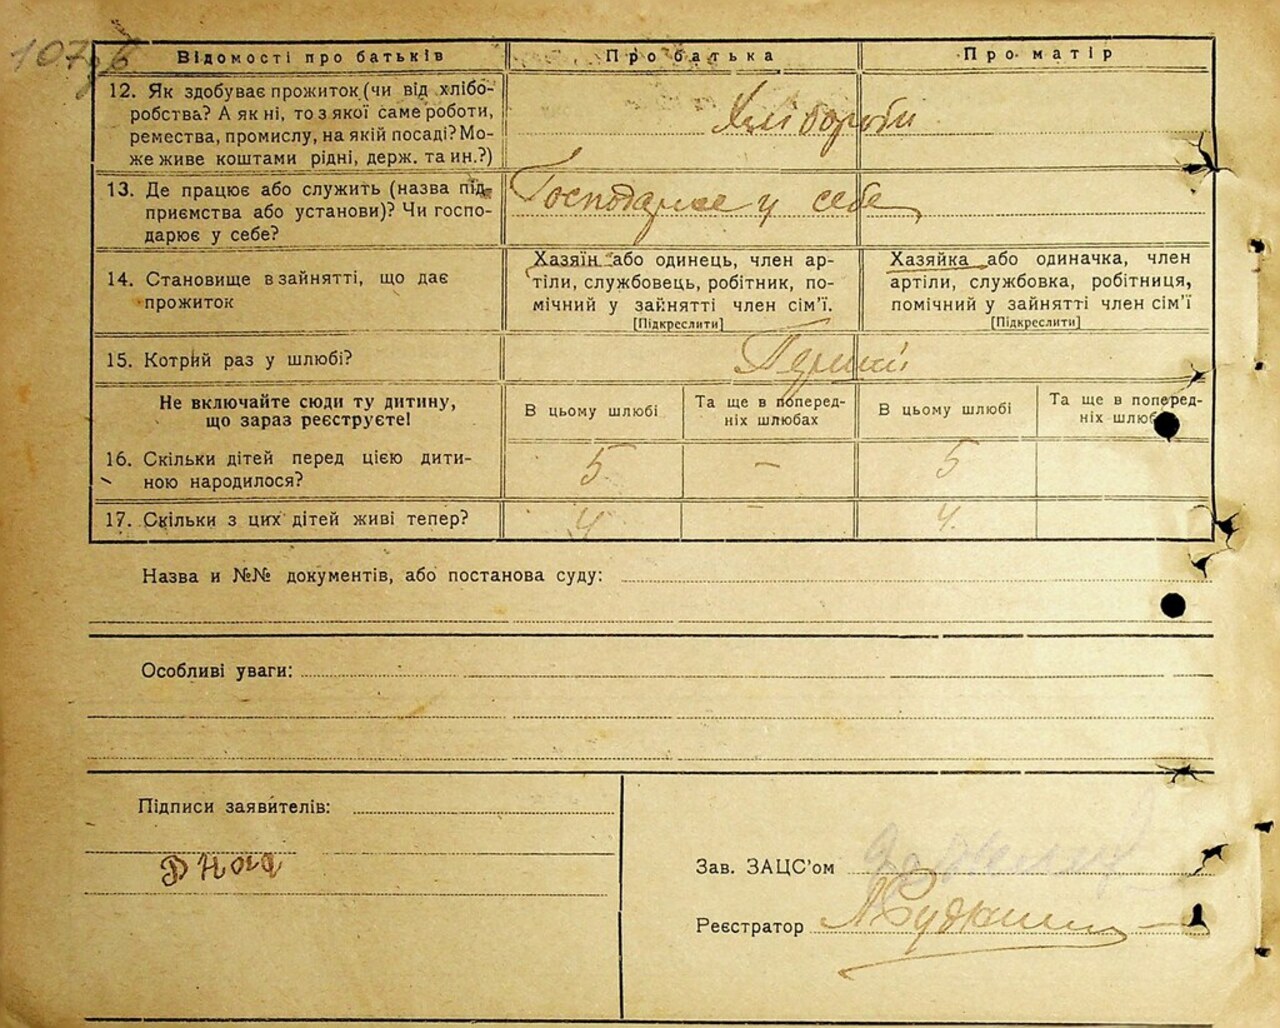 107 зв
Відомості про батьків Про батька Про матір
12. Як здобуває прожиток (чи від хлібо-
робства? А як ні, то з якої саме роботи,
ремества, промислу, на якій посаді? Мо-
же живе коштами рідні, держ. та ин.?)
Хлібороби
13. Де працює або служить (назва під-
приємства або установи)? Чи госпо-
дарює у себе?
Господарює у себе
14. Становище в зайнятті, що дає
прожиток
Хазяїн або одинець, член ар-
тіли, службовець, робітник, по-
мічний у зайнятті член сім'ї.
[Підкреслити]
Хазяйка або одиначка, член
артіли, службовка, робітниця,
помічний у зайнятті член сім'ї
[Підкреслити]
15. Котрий раз у шлюбі?
Перший
Не включайте сюди ту дитину,
що зараз реєструєте!
В цьому шлюбі
Та ще в поперед-
ніх шлюбах
В цьому шлюбі
Та ще в поперед-
ніх шлюбах
16. Скільки дітей перед цією дити-
ною народилося?
5 – 5
17. Скільки з цих дітей живі тепер?
4 – 4.
Назва и №№ документів, або постанова суду:
Особливі уваги:
Підписи заявителів:
Зав. ЗАЦС'ом
Реєстратор